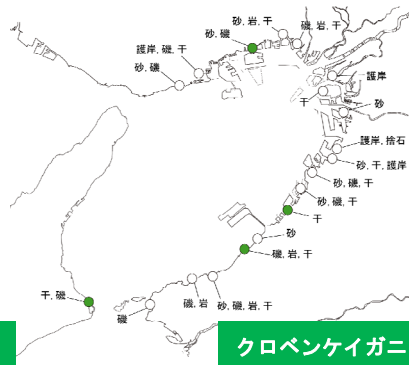 砂, 岩, 干
磯, 岩, 干
砂, 磯
護岸, 磯, 干
砂, 磯
護岸
干
砂
護岸, 捨石
砂, 干, 護岸
砂, 磯, 干
砂, 磯, 干
干
砂
磯, 岩, 干
干, 磯
磯, 岩
砂, 磯, 岩, 干
磯
クロベンケイガニ